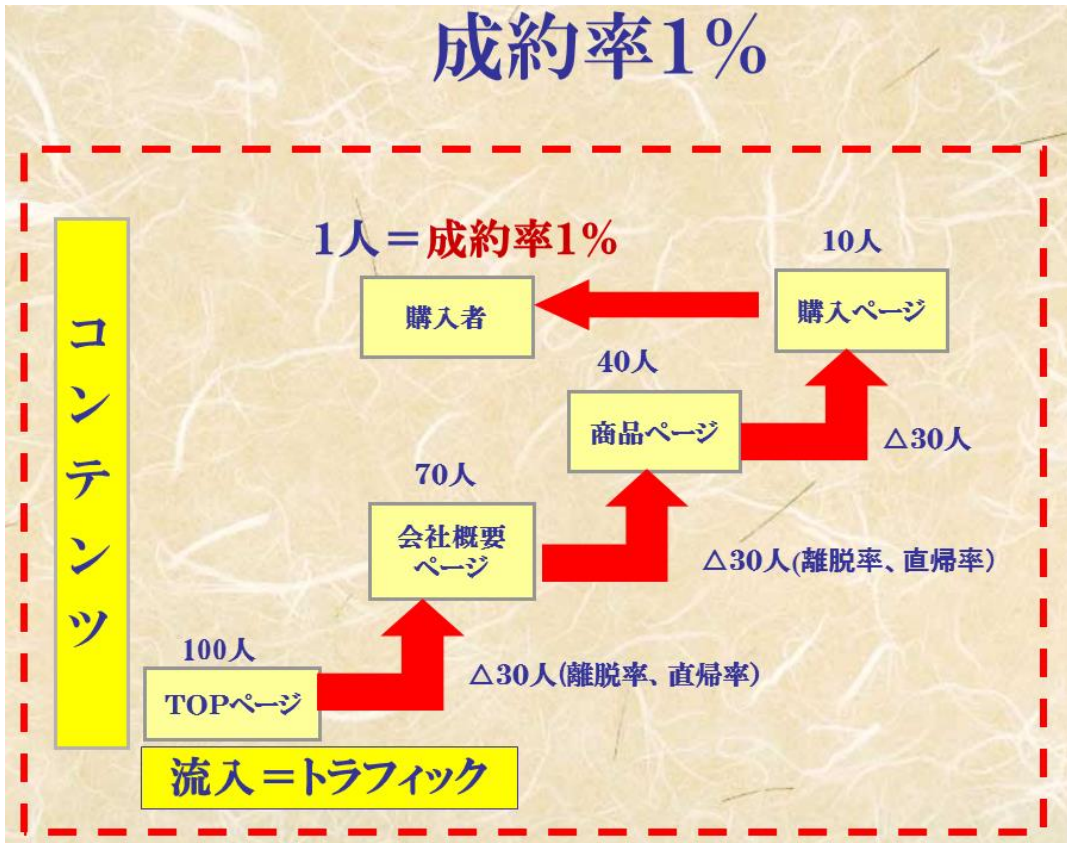 成約率1%
コンテンツ
1人＝成約率1%
購入者
10人
購入ページ
40人
商品ページ
△30人
70人
会社概要
ページ
△30人(離脱率、直帰率)
100人
TOPページ
△30人(離脱率、直帰率)
流入＝トラフィック